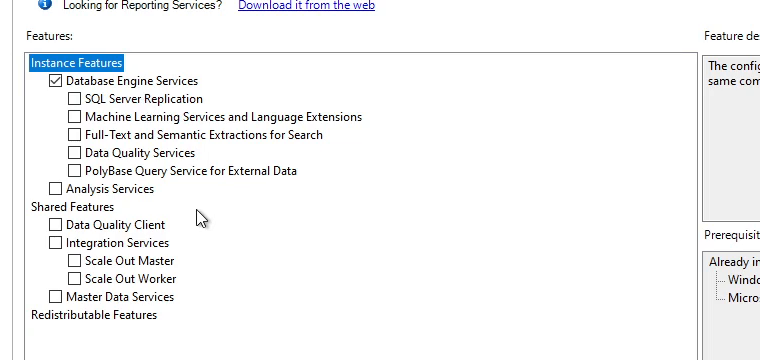 Looking for Reporting Services? Download it from the web
Features:
Feature de
Instance Features
Database Engine Services
SQL Server Replication
Machine Learning Services and Language Extensions
Full-Text and Semantic Extractions for Search
Data Quality Services
PolyBase Query Service for External Data
Analysis Services
Shared Features
Data Quality Client
Integration Services
Scale Out Master
Scale Out Worker
Master Data Services
Redistributable Features
The config
same com
Prerequisit
Already in
Windo
Micros